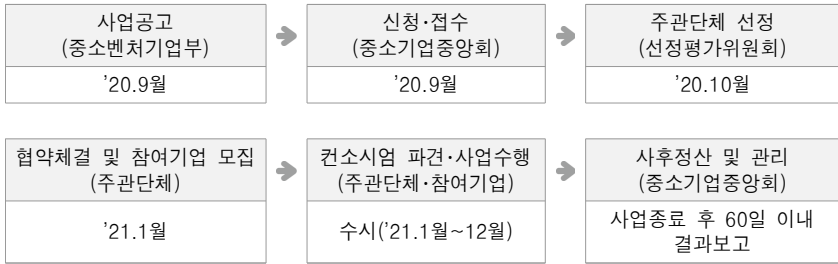 사업공고
(중소벤처기업부)
'20.9월
신청·접수
(중소기업중앙회)
'20.9월
주관단체 선정
(선정평가위원회)
'20.10월
협약체결 및 참여기업 모집
(주관단체)
'21.1월
컨소시엄 파견·사업수행
(주관단체·참여기업)
수시('21.1월~12월)
사후정산 및 관리
(중소기업중앙회)
사업종료 후 60일 이내
결과보고